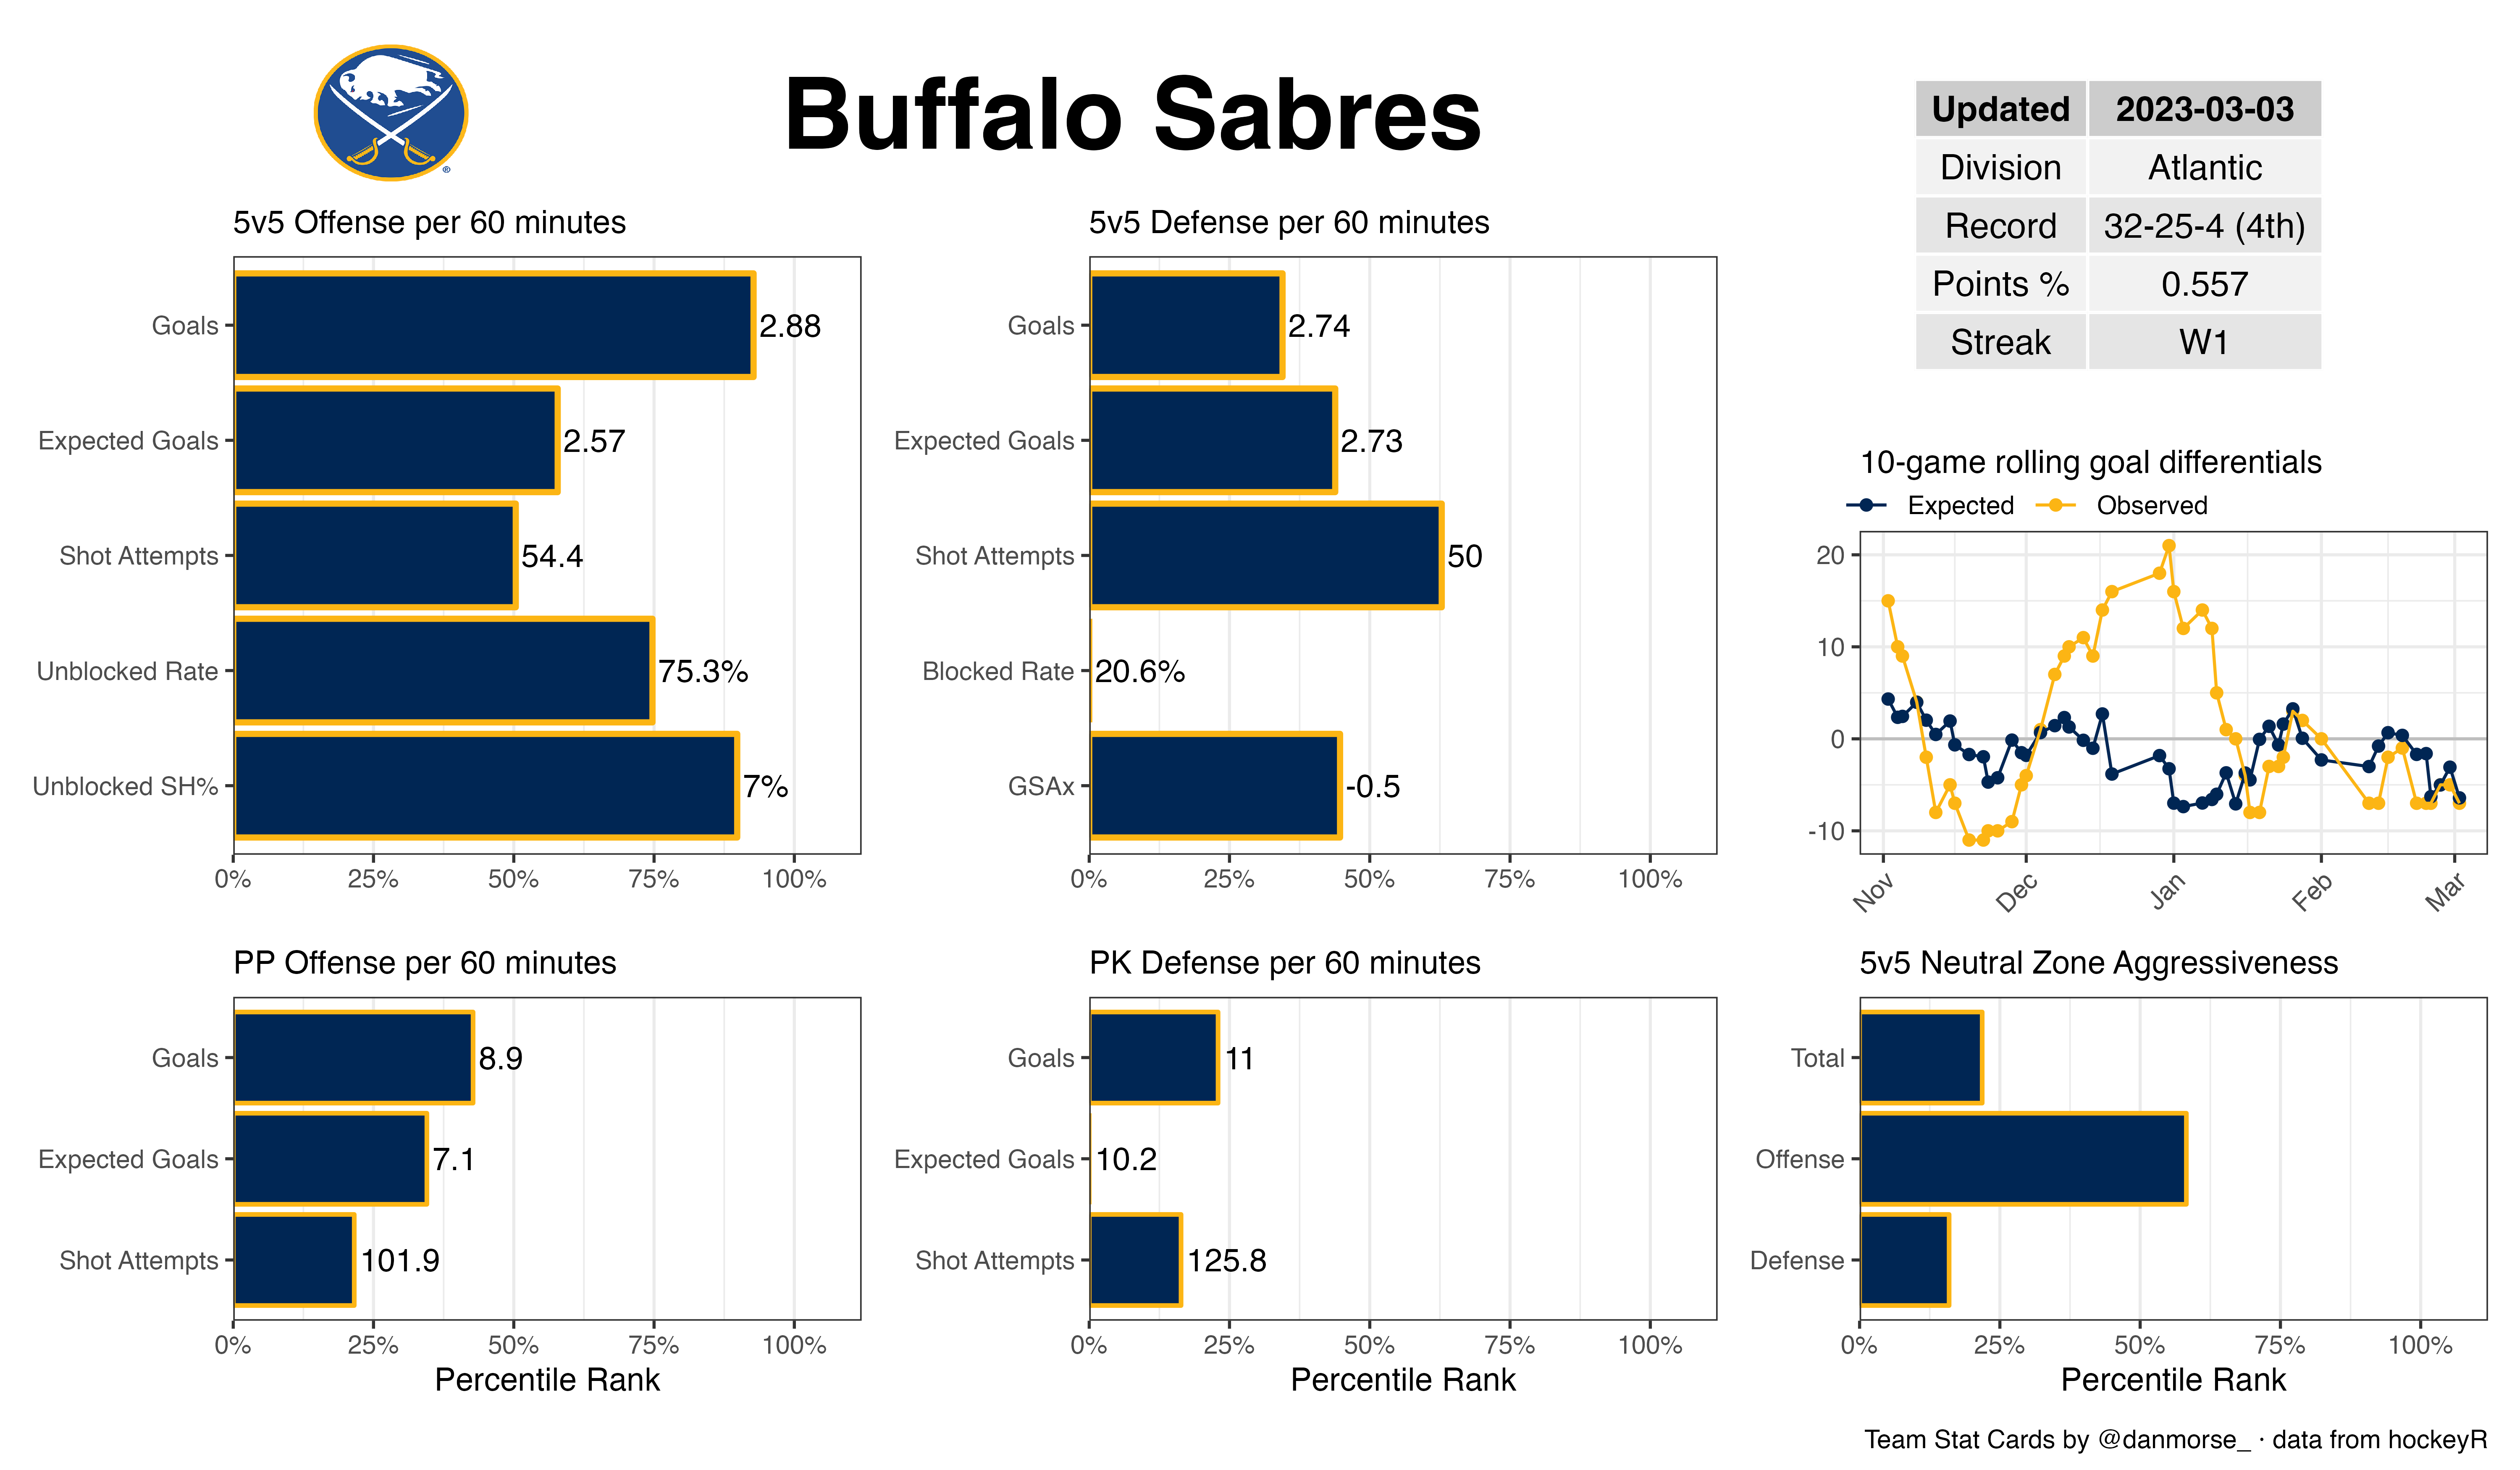 Buffalo Sabres
Updated 2023-03-03
Division Atlantic
Record 32-25-4 (4th)
Points % 0.557
Streak W1
5v5 Offense per 60 minutes
Goals 2.88
Expected Goals 2.57
Shot Attempts 54.4
Unblocked Rate 75.3%
Unblocked SH% 7%
0% 25% 50% 75% 100%
5v5 Defense per 60 minutes
Goals 2.74
Expected Goals 2.73
Shot Attempts 50
Blocked Rate 20.6%
GSAx -0.5
0% 25% 50% 75% 100%
10-game rolling goal differentials
Expected Observed
20
10
0
-10
Nov Dec Jan Feb Mar
PP Offense per 60 minutes
Goals 8.9
Expected Goals 7.1
Shot Attempts 101.9
0% 25% 50% 75% 100%
Percentile Rank
PK Defense per 60 minutes
Goals 11
Expected Goals 10.2
Shot Attempts 125.8
0% 25% 50% 75% 100%
Percentile Rank
5v5 Neutral Zone Aggressiveness
Total
Offense
Defense
0% 25% 50% 75% 100%
Percentile Rank
Team Stat Cards by @danmorse_ · data from hockeyR